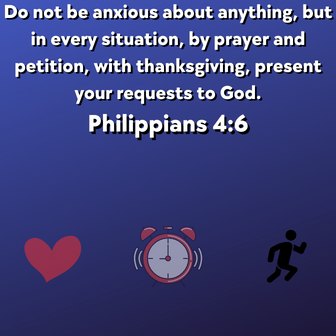 Do not be anxious about anything, but
in every situation, by prayer and
petition, with thanksgiving, present
your requests to God.
Philippians 4:6